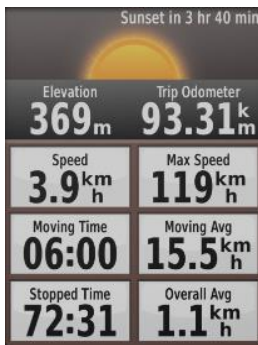 Sunset in 3 hr 40 min
Elevation Trip Odometer
369m 93.31km
Speed Max Speed
3.9km/h 119km/h
Moving Time Moving Avg
06:00 15.5km/h
Stopped Time Overall Avg
72:31 1.1km/h